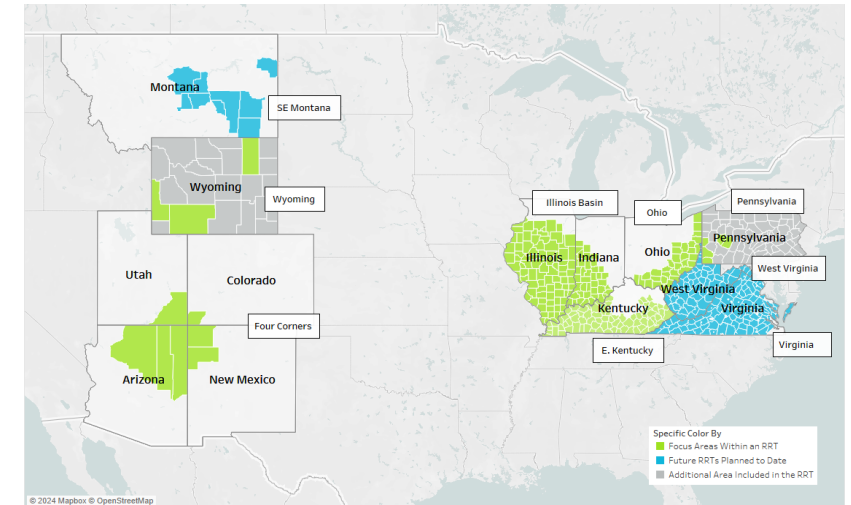 Montana
SE Montana
Wyoming
Wyoming
Utah
Colorado
Four Corners
Arizona
New Mexico
Illinois Basin
Ohio
Pennsylvania
Illinois
Indiana
Ohio
Pennsylvania
West Virginia
West Virginia
Kentucky
Virginia
E. Kentucky
Virginia
Specific Color By
Focus Areas Within an RRT
Future RRTs Planned to Date
Additional Area Included in the RRT
© 2024 Mapbox © OpenStreetMap